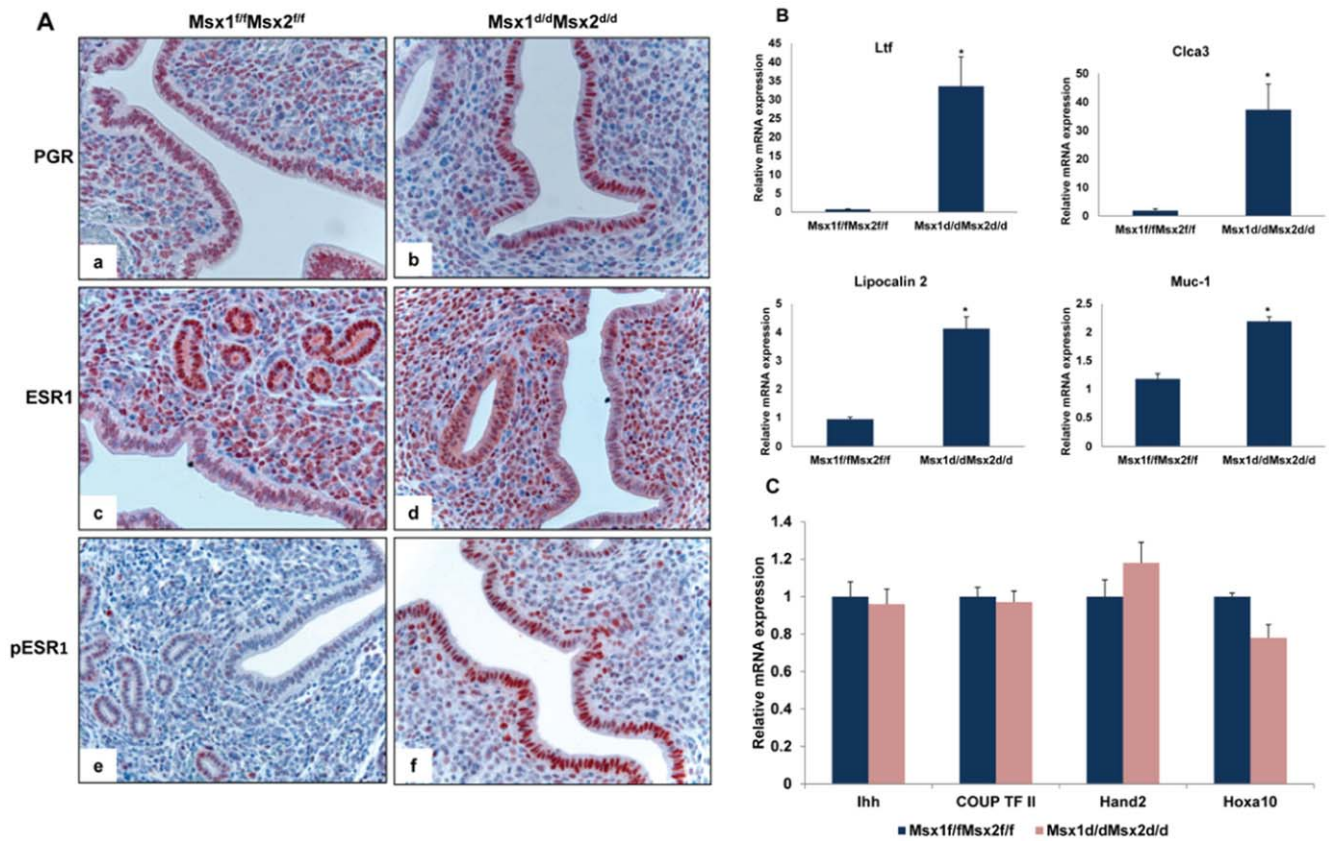 A
Msx1f/fMsx2f/f
Msx1d/dMsx2d/d
PGR
a
b
ESR1
c
d
pESR1
e
f
B
Ltf
Relative mRNA expression
45
40
35
30
25
20
15
10
5
0
*
Msx1f/fMsx2f/f
Msx1d/dMsx2d/d
Clca3
Relative mRNA expression
50
40
30
20
10
0
*
Msx1f/fMsx2f/f
Msx1d/dMsx2d/d
Lipocalin 2
Relative mRNA expression
5
4
3
2
1
0
*
Msx1f/fMsx2f/f
Msx1d/dMsx2d/d
Muc-1
Relative mRNA expression
2.5
2
1.5
1
0.5
0
*
Msx1f/fMsx2f/f
Msx1d/dMsx2d/d
C
Relative mRNA expression
1.4
1.2
1
0.8
0.6
0.4
0.2
0
Ihh
COUP TF II
Hand2
Hoxa10
Msx1f/fMsx2f/f
Msx1d/dMsx2d/d